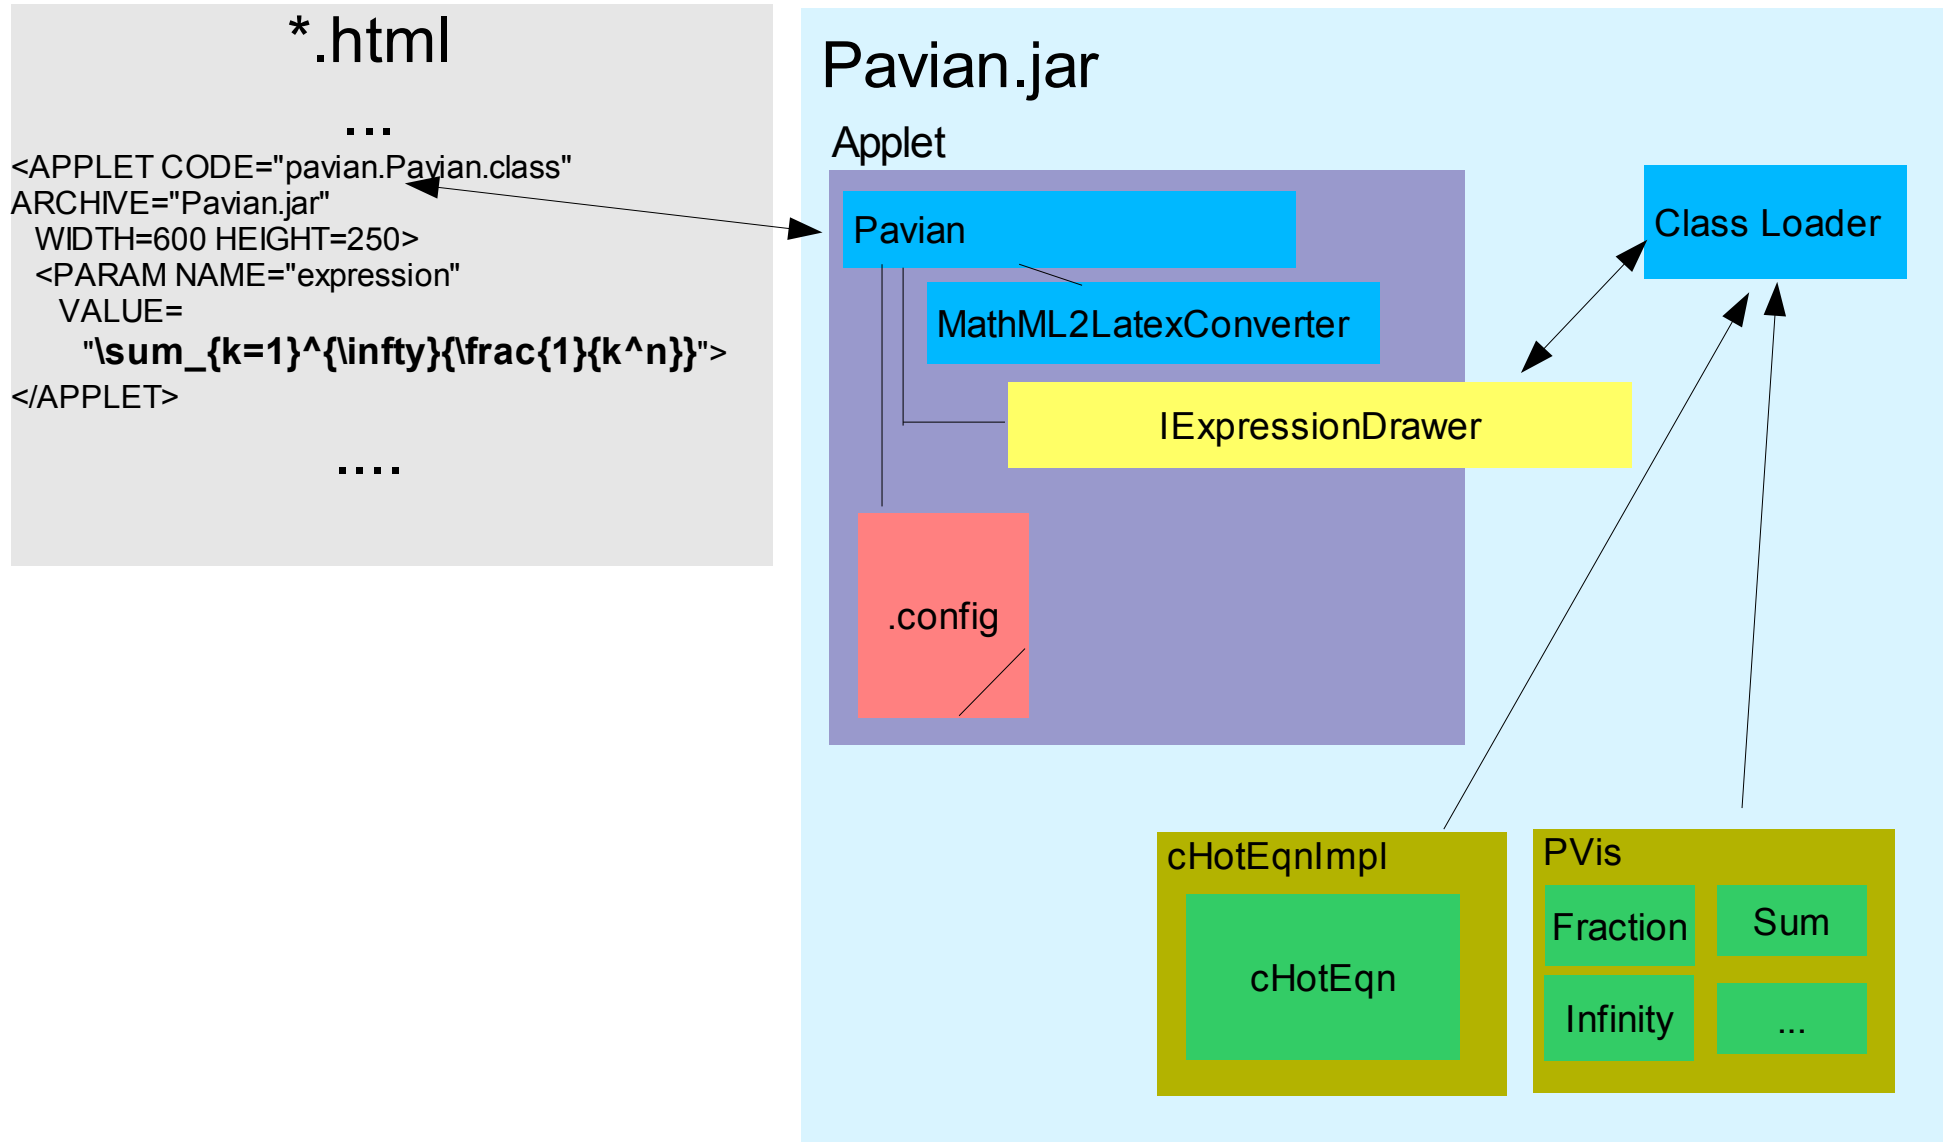 *.html
...
<APPLET CODE="pavian.Pavian.class"
ARCHIVE="Pavian.jar"
WIDTH=600 HEIGHT=250>
<PARAM NAME="expression"
VALUE=
"\sum_{k=1}^{\infty}{\frac{1}{k^n}}">
</APPLET>
....
Pavian.jar
Applet
Pavian
MathML2LatexConverter
IExpressionDrawer
.config
Class Loader
cHotEqnImpl
cHotEqn
PVis
Fraction
Sum
Infinity
...